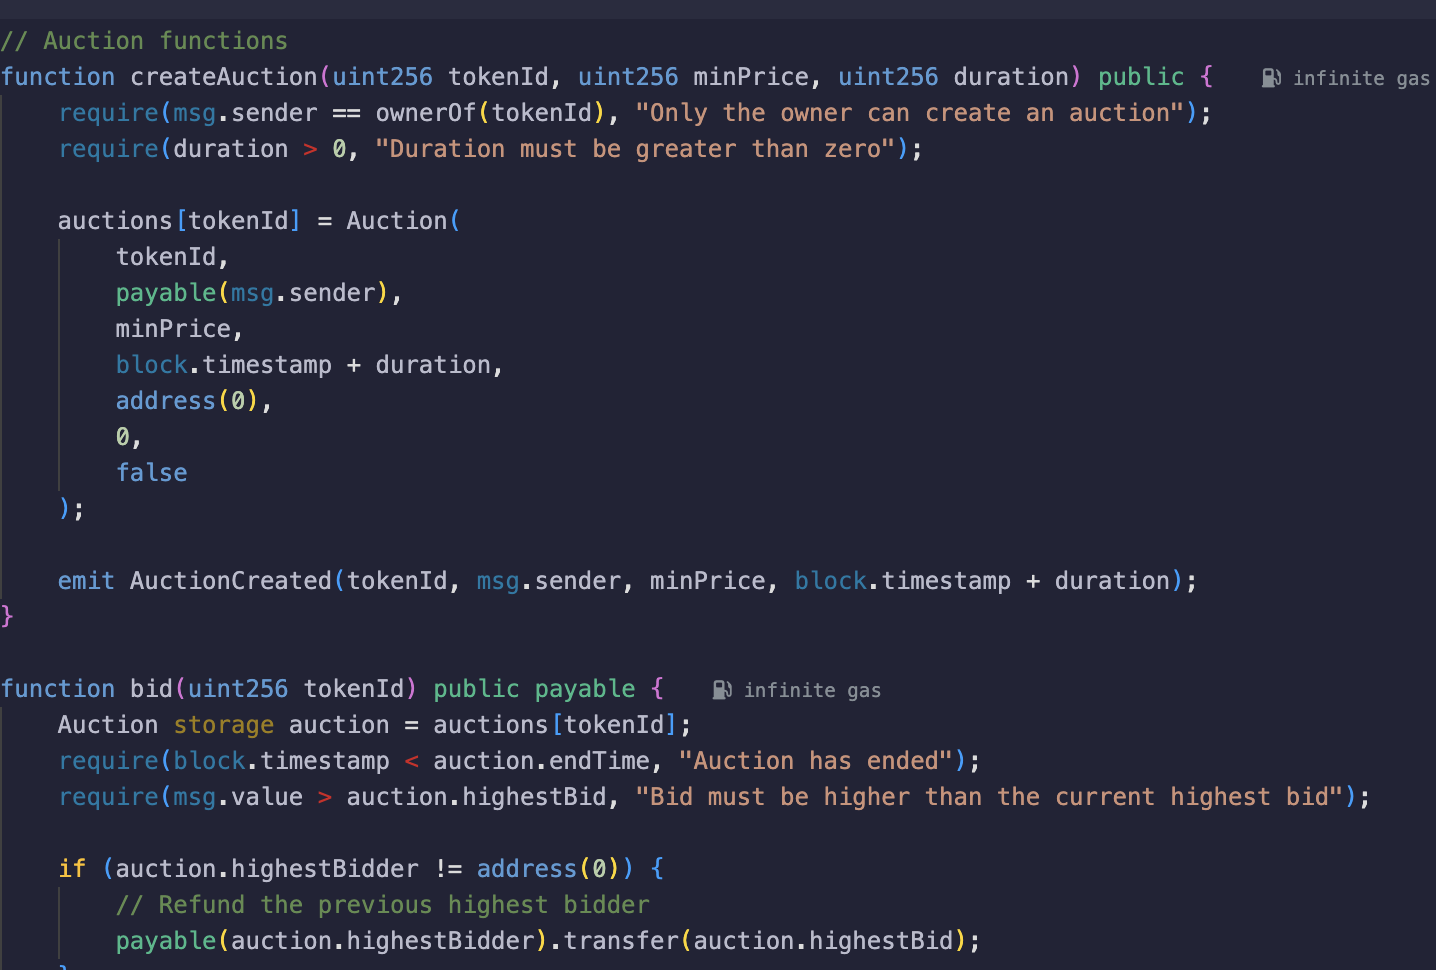 // Auction functions
function createAuction(uint256 tokenId, uint256 minPrice, uint256 duration) public {    infinite gas
    require(msg.sender == ownerOf(tokenId), "Only the owner can create an auction");
    require(duration > 0, "Duration must be greater than zero");

    auctions[tokenId] = Auction(
        tokenId,
        payable(msg.sender),
        minPrice,
        block.timestamp + duration,
        address(0),
        0,
        false
    );

    emit AuctionCreated(tokenId, msg.sender, minPrice, block.timestamp + duration);
}

function bid(uint256 tokenId) public payable {    infinite gas
    Auction storage auction = auctions[tokenId];
    require(block.timestamp < auction.endTime, "Auction has ended");
    require(msg.value > auction.highestBid, "Bid must be higher than the current highest bid");

    if (auction.highestBidder != address(0)) {
        // Refund the previous highest bidder
        payable(auction.highestBidder).transfer(auction.highestBid);
    }